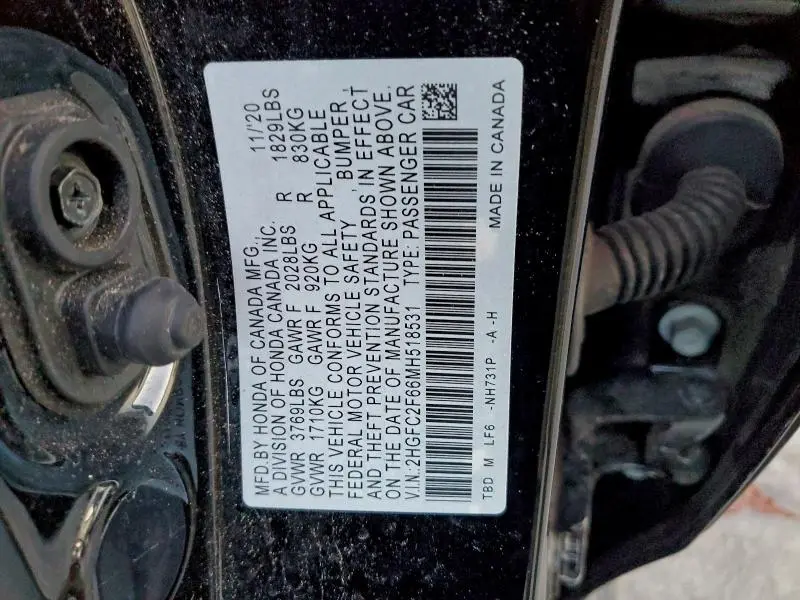 MFD.BY HONDA OF CANADA MFG., 11/'20
A DIVISION OF HONDA CANADA INC.
GVWR 3769LBS GAWR F 2028LBS R 1829LBS
GVWR 1710KG GAWR F 920KG R 830KG
THIS VEHICLE CONFORMS TO ALL APPLICABLE
FEDERAL MOTOR VEHICLE SAFETY, BUMPER,
AND THEFT PREVENTION STANDARDS IN EFFECT
ON THE DATE OF MANUFACTURE SHOWN ABOVE.
V.I.N.:2HGFC2F66MH518531 TYPE: PASSENGER CAR
TBD M LF6 -NH731P -A -H MADE IN CANADA